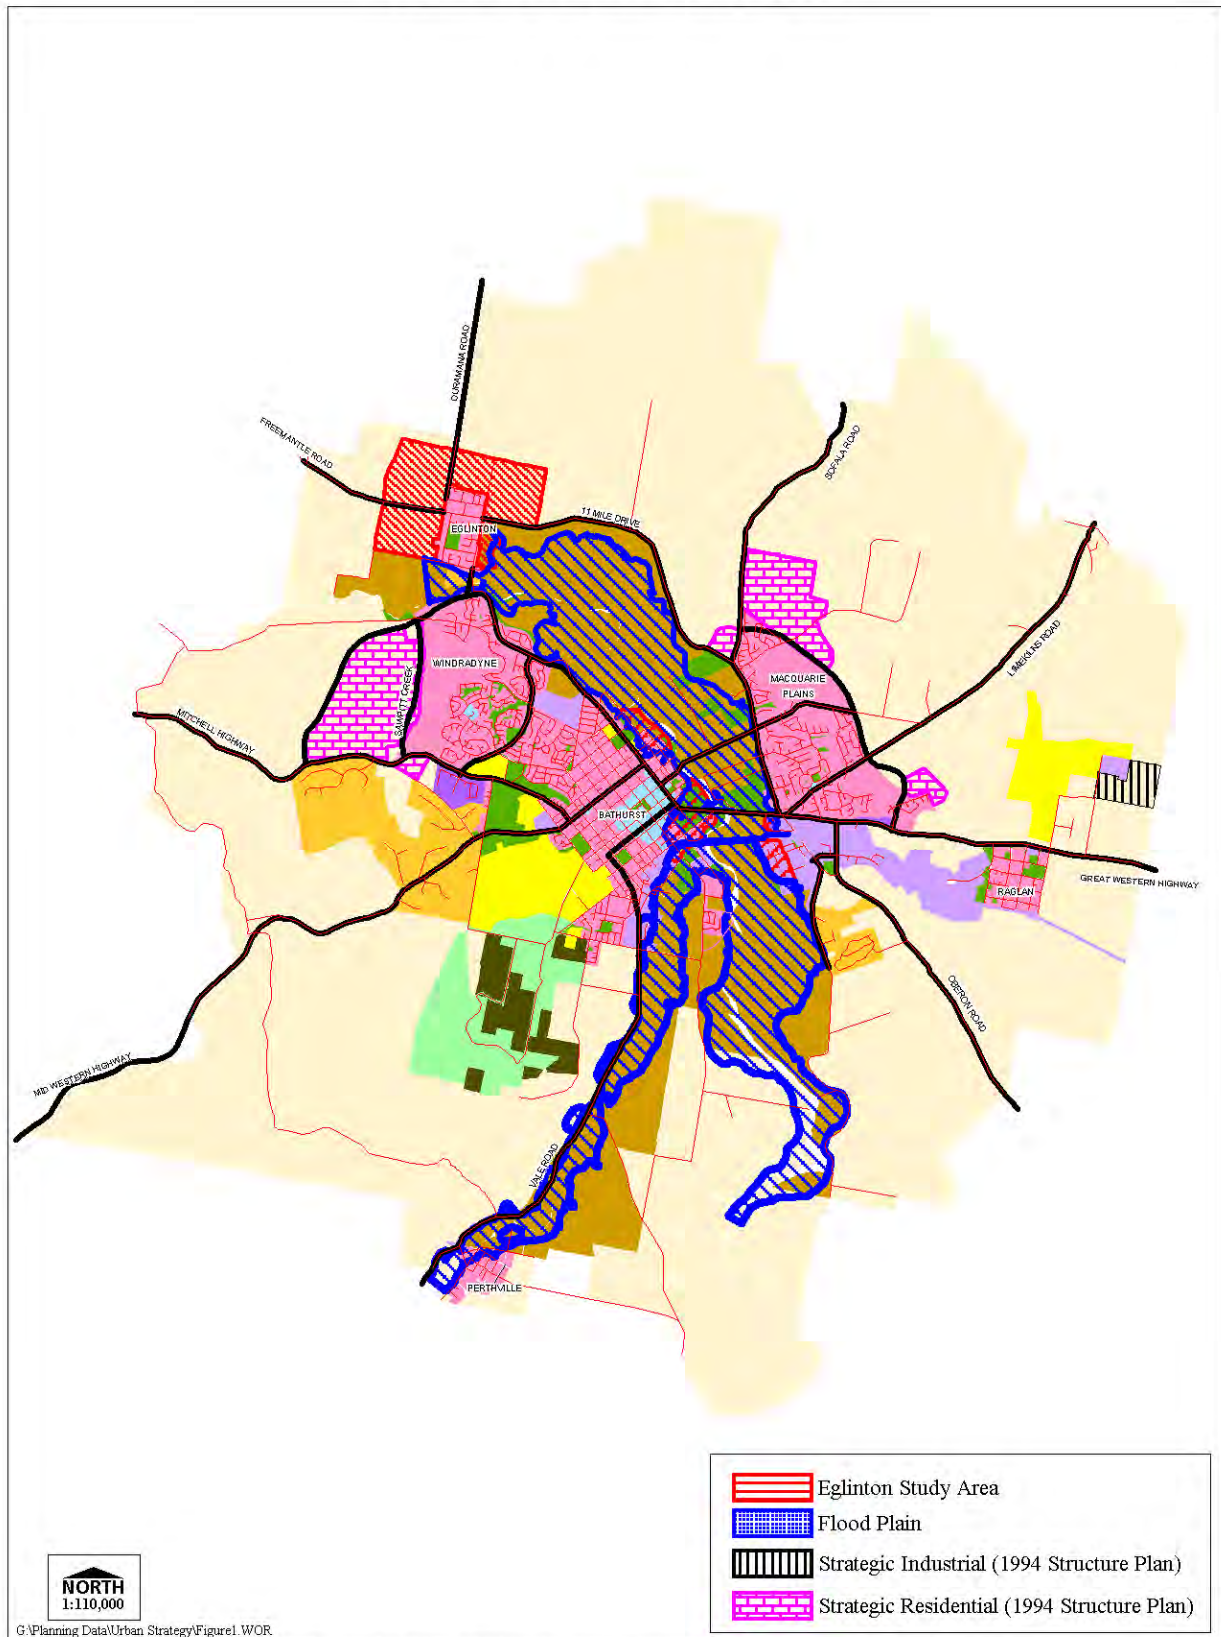 DURAMANA ROAD
FREEMANTLE ROAD
SOFALA ROAD
11 MILE DRIVE
EGLINTON
LIMEKILNS ROAD
WINDRADYNE
MACQUARIE
PLAINS
SAWPIT CREEK
MITCHELL HIGHWAY
BATHURST
GREAT WESTERN HIGHWAY
RAGLAN
OBERON ROAD
MID WESTERN HIGHWAY
VALE ROAD
PERTHVILLE
Eglinton Study Area
Flood Plain
Strategic Industrial (1994 Structure Plan)
Strategic Residential (1994 Structure Plan)
NORTH
1:110,000
G:\Planning Data\Urban Strategy\Figure1.WOR